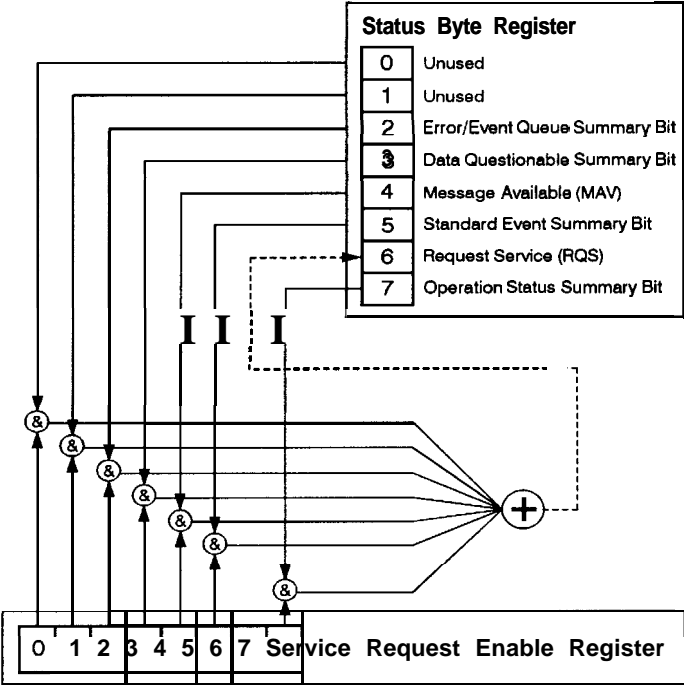 Status Byte Register
0 Unused
1 Unused
2 Error/Event Queue Summary Bit
3 Data Questionable Summary Bit
4 Message Available (MAV)
5 Standard Event Summary Bit
6 Request Service (RQS)
7 Operation Status Summary Bit
I I I
&
&
&
&
&
&
&
+
0 1 2 3 4 5 6 7 Service Request Enable Register